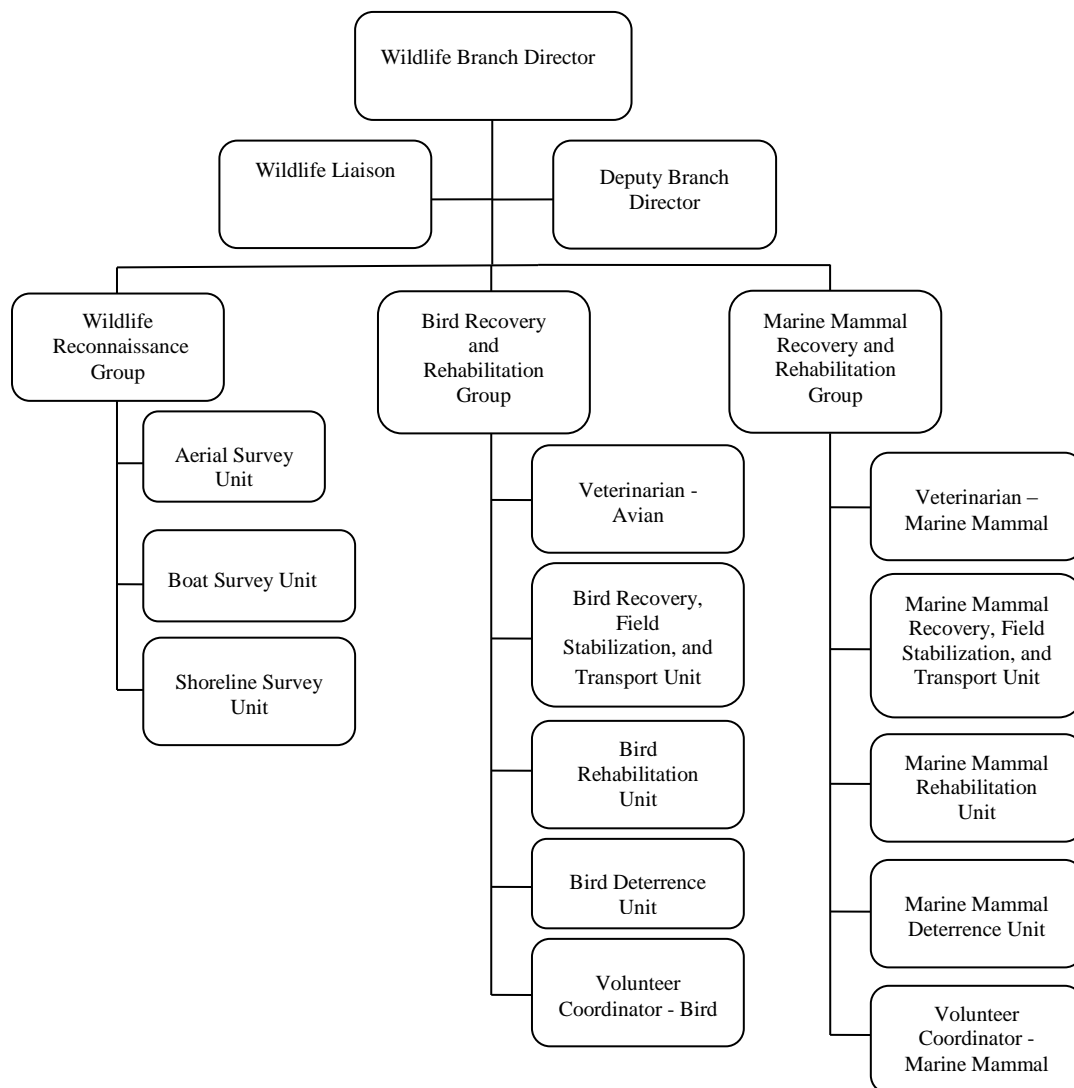 Wildlife Branch Director
Wildlife Liaison
Deputy Branch
Director
Wildlife
Reconnaissance
Group
Bird Recovery
and
Rehabilitation
Group
Marine Mammal
Recovery and
Rehabilitation
Group
Aerial Survey
Unit
Boat Survey Unit
Shoreline Survey
Unit
Veterinarian -
Avian
Bird Recovery,
Field
Stabilization, and
Transport Unit
Bird
Rehabilitation
Unit
Bird Deterrence
Unit
Volunteer
Coordinator - Bird
Veterinarian –
Marine Mammal
Marine Mammal
Recovery, Field
Stabilization, and
Transport Unit
Marine Mammal
Rehabilitation
Unit
Marine Mammal
Deterrence Unit
Volunteer
Coordinator -
Marine Mammal